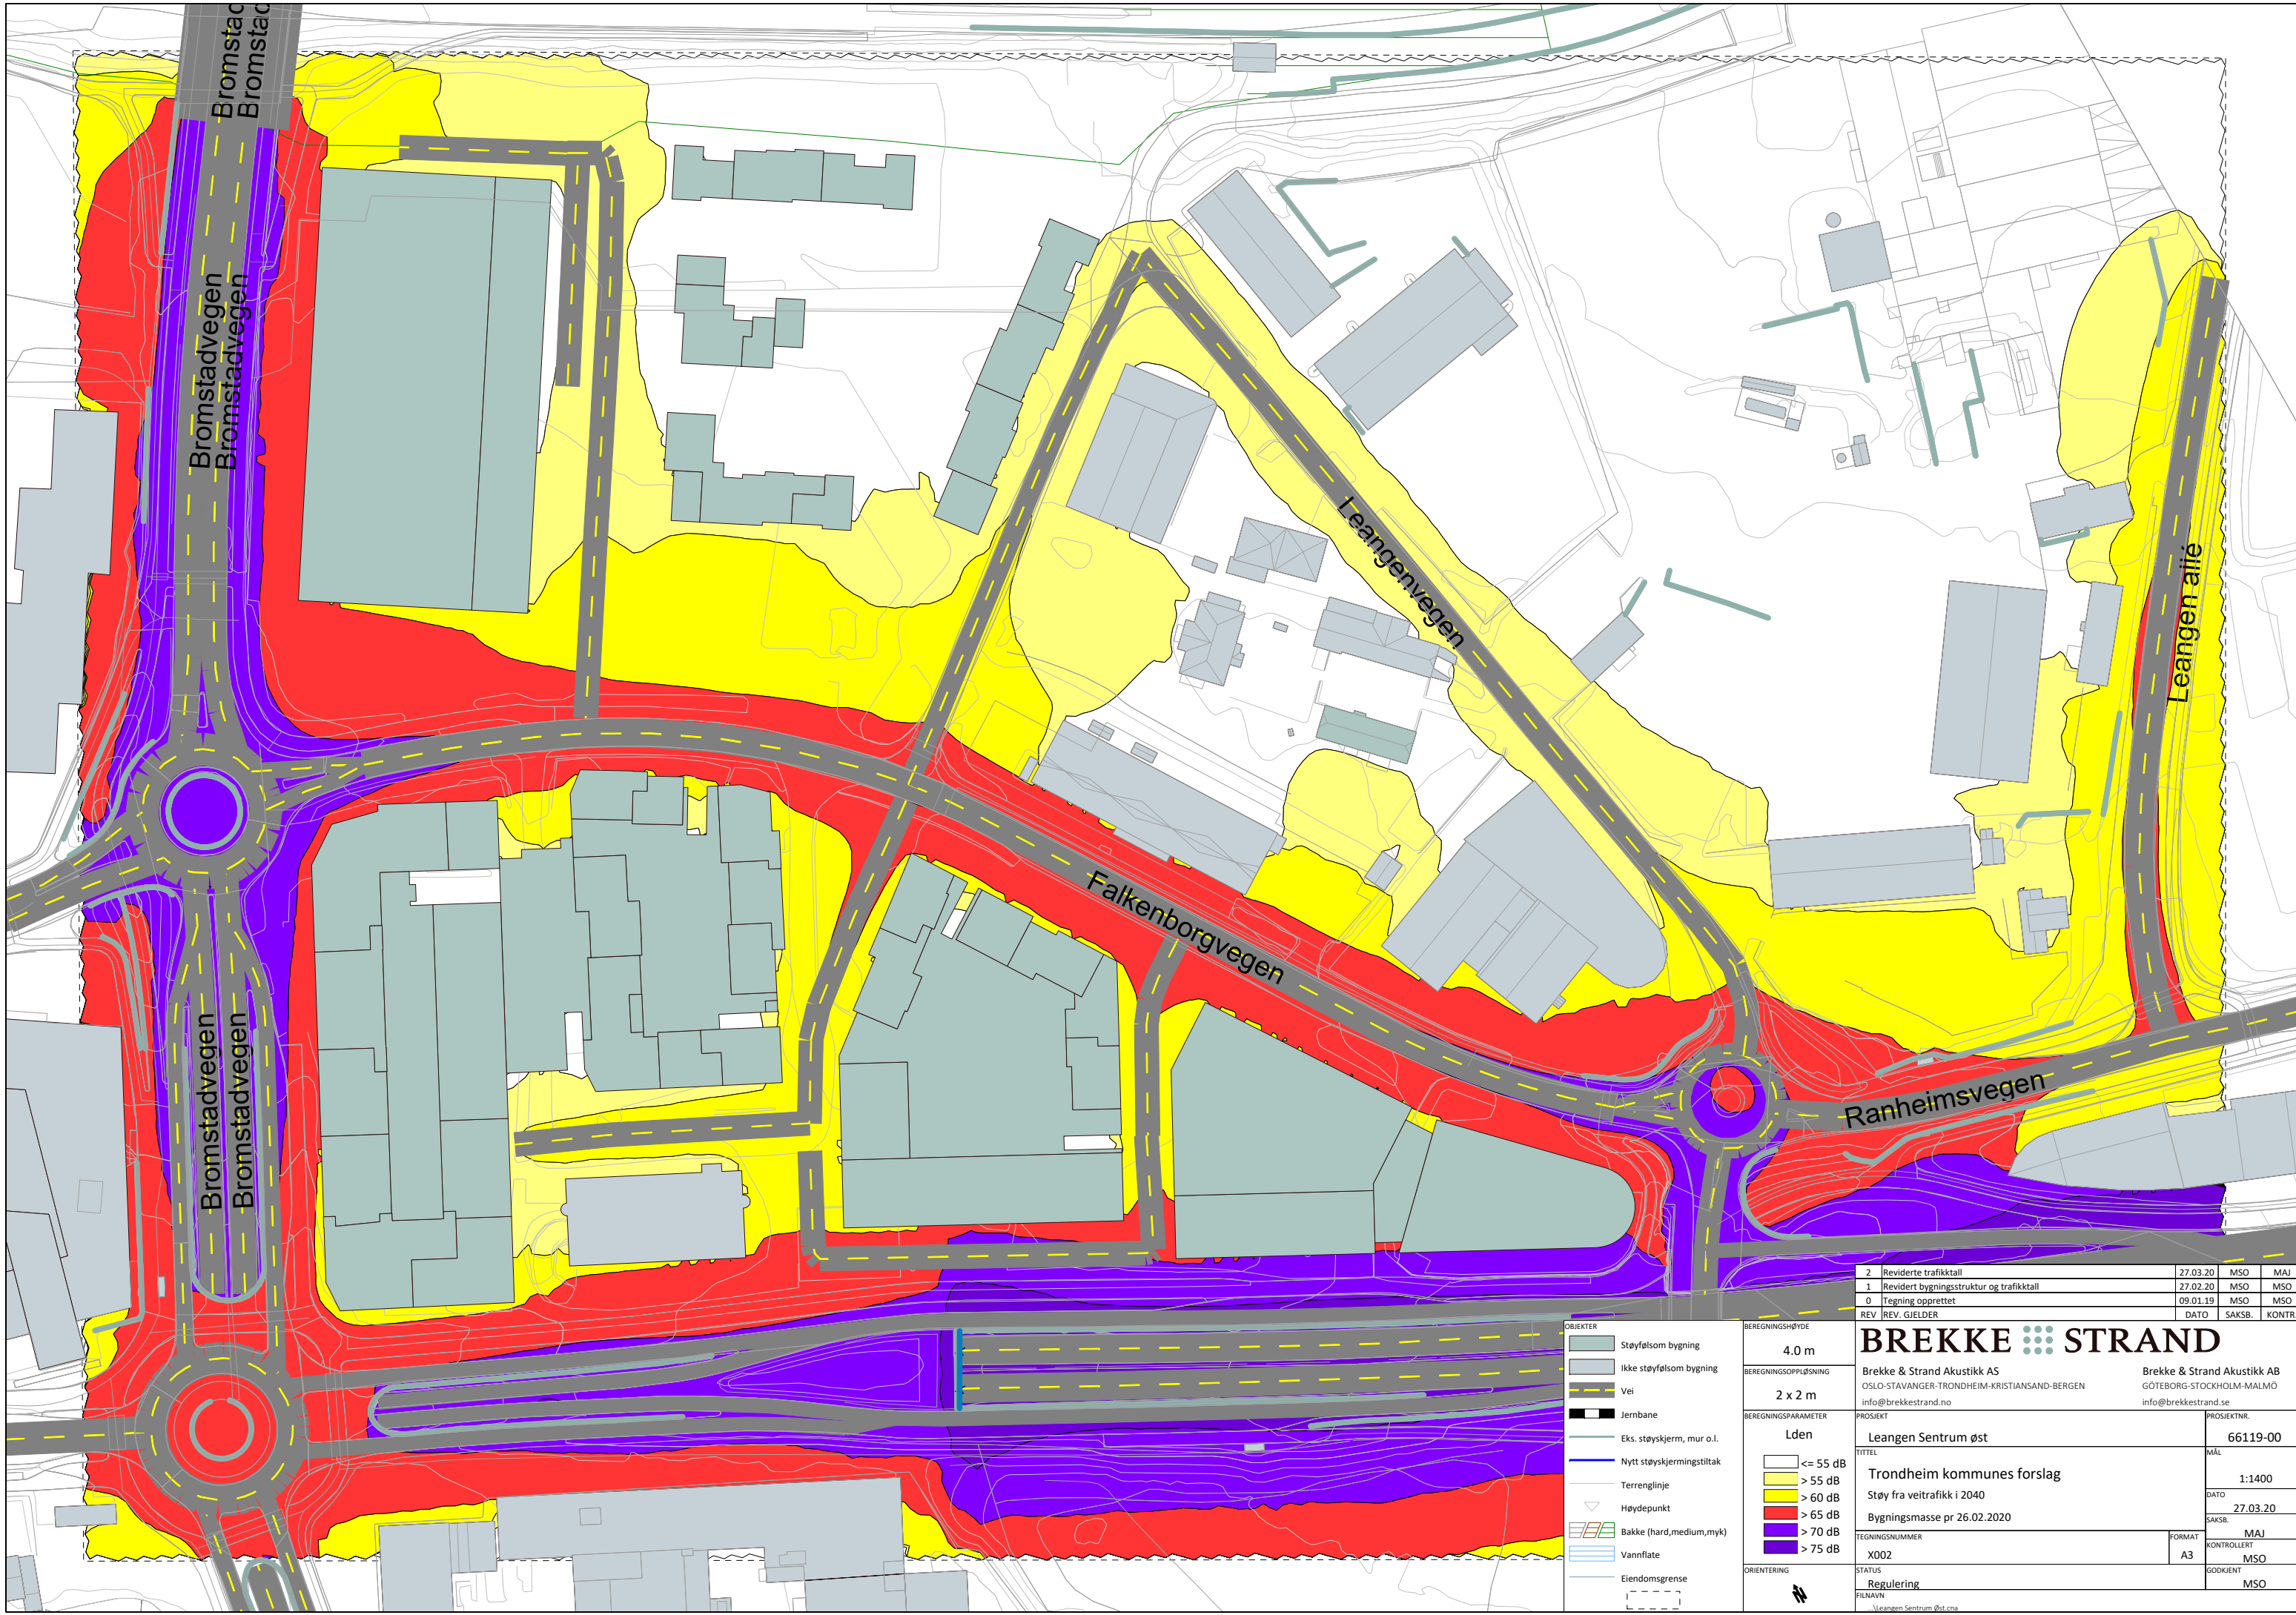 Bromstad
Bromstad
Bromstadvegen
Bromstadvegen
Leangenvegen
Leangen allé
Falkenborgvegen
Bromstadvegen
Bromstadvegen
Ranheimsvegen
2 Reviderte trafikktall 27.03.20 MSO MAJ
1 Revidert bygningsstruktur og trafikktall 27.02.20 MSO MSO
0 Tegning opprettet 09.01.19 MSO MSO
REV REV. GJELDER DATO SAKSB. KONTR
OBJEKTER
Støyfølsom bygning
Ikke støyfølsom bygning
Vei
Jernbane
Eks. støyskjerm, mur o.l.
Nytt støyskjermingstiltak
Terrenglinje
Høydepunkt
Bakke (hard,medium,myk)
Vannflate
Eiendomsgrense
BEREGNINGSHØYDE
4.0 m
BEREGNINGSOPPLØSNING
2 x 2 m
BEREGNINGSPARAMETER
Lden
<= 55 dB
> 55 dB
> 60 dB
> 65 dB
> 70 dB
> 75 dB
ORIENTERING
N
BREKKE STRAND
Brekke & Strand Akustikk AS
OSLO-STAVANGER-TRONDHEIM-KRISTIANSAND-BERGEN
info@brekkestrand.no
Brekke & Strand Akustikk AB
GÖTEBORG-STOCKHOLM-MALMÖ
info@brekkestrand.se
PROSJEKT
Leangen Sentrum øst
PROSJEKTNR.
66119-00
TITTEL
Trondheim kommunes forslag
Støy fra veitrafikk i 2040
Bygningsmasse pr 26.02.2020
MÅL
1:1400
DATO
27.03.20
SAKSB.
MAJ
TEGNINGSNUMMER
X002
FORMAT
A3
KONTROLLERT
MSO
STATUS
Regulering
GODKJENT
MSO
FILNAVN
...\Leangen Sentrum Øst.cna